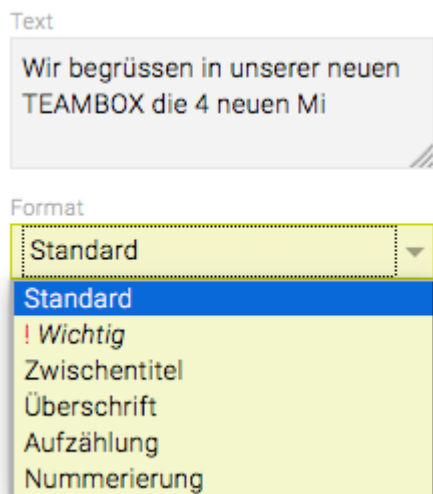 Text
Wir begrüssen in unserer neuen
TEAMBOX die 4 neuen Mi
Format
Standard
Standard
! Wichtig
Zwischentitel
Überschrift
Aufzählung
Nummerierung